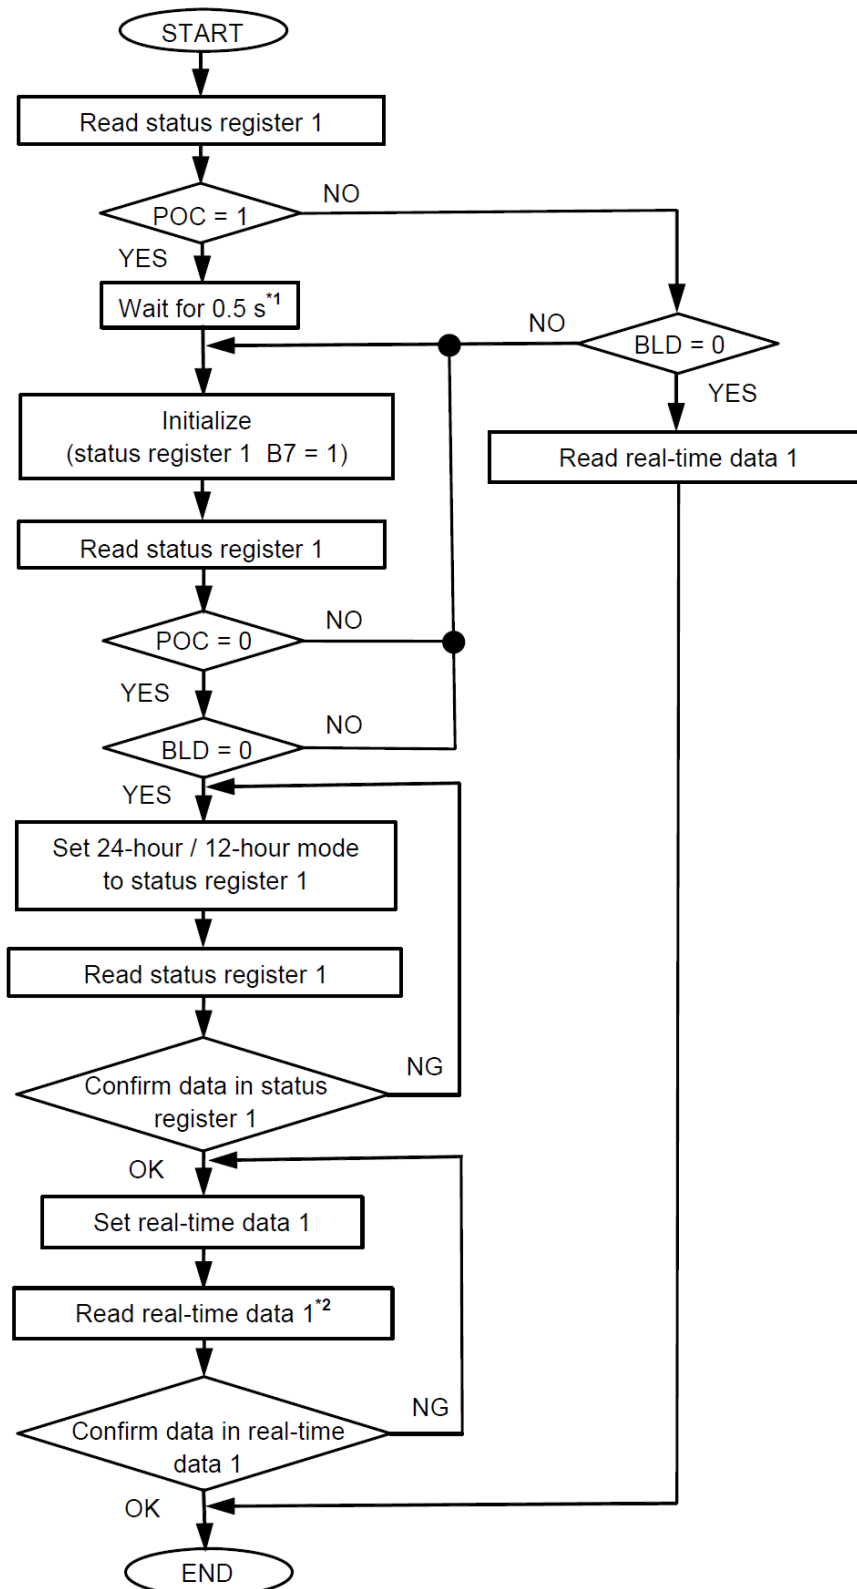 START
Read status register 1
POC = 1
NO
YES
Wait for 0.5 s*1
NO
BLD = 0
YES
Initialize
(status register 1  B7 = 1)
Read real-time data 1
Read status register 1
POC = 0
NO
YES
BLD = 0
NO
YES
Set 24-hour / 12-hour mode
to status register 1
Read status register 1
Confirm data in status
register 1
NG
OK
Set real-time data 1
Read real-time data 1*2
Confirm data in real-time
data 1
NG
OK
END